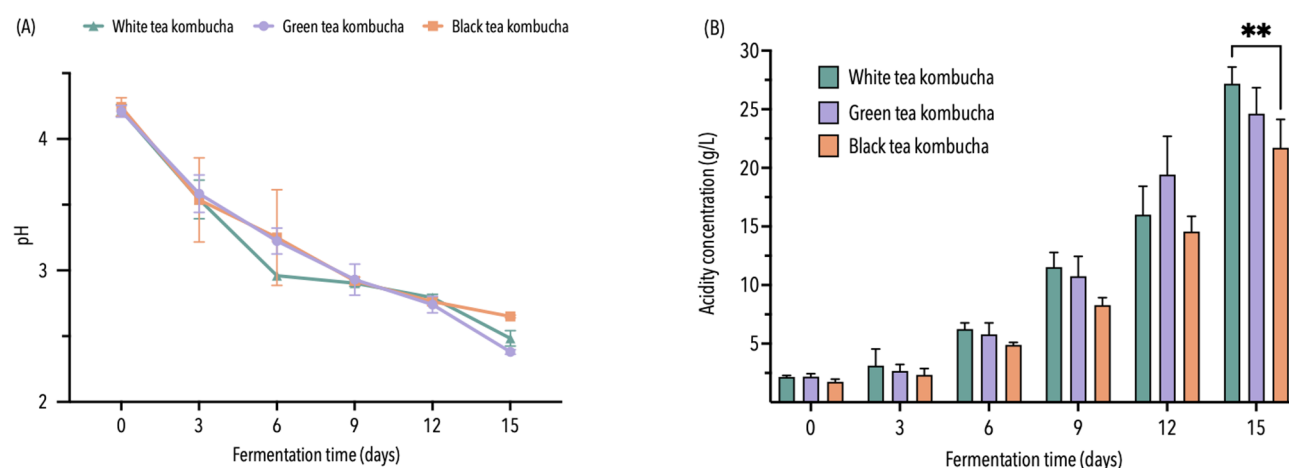 (A)
White tea kombucha Green tea kombucha Black tea kombucha
pH
4
3
2
0 3 6 9 12 15
Fermentation time (days)
(B)
**
White tea kombucha
Green tea kombucha
Black tea kombucha
Acidity concentration (g/L)
30
25
20
15
10
5
0 3 6 9 12 15
Fermentation time (days)